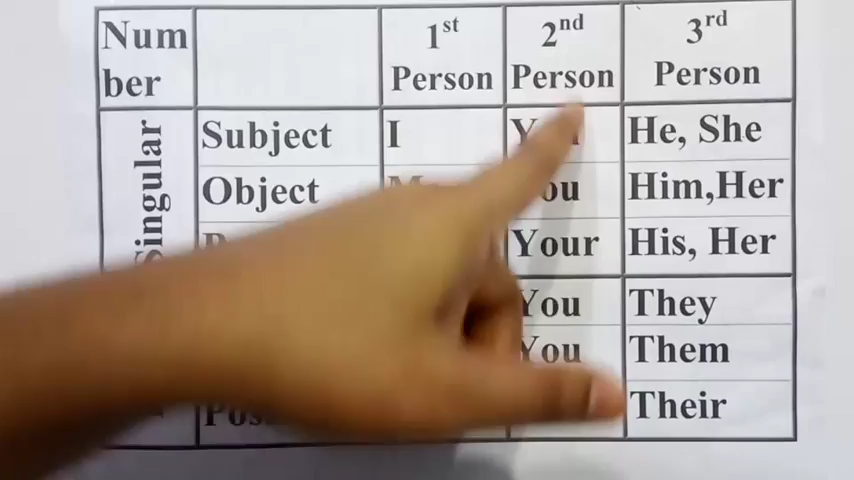 Num
ber
1st
Person
2nd
Person
3rd
Person
Singular
Subject
I
He, She
Object
Him,Her
Your
His, Her
You
They
You
Them
Their